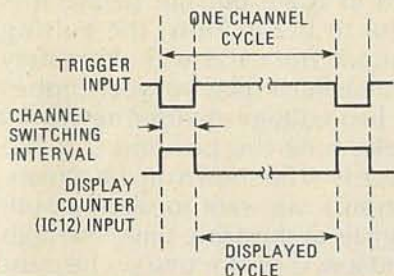 ONE CHANNEL
CYCLE
TRIGGER
INPUT
CHANNEL
SWITCHING
INTERVAL
DISPLAY
COUNTER
(IC12) INPUT
DISPLAYED
CYCLE